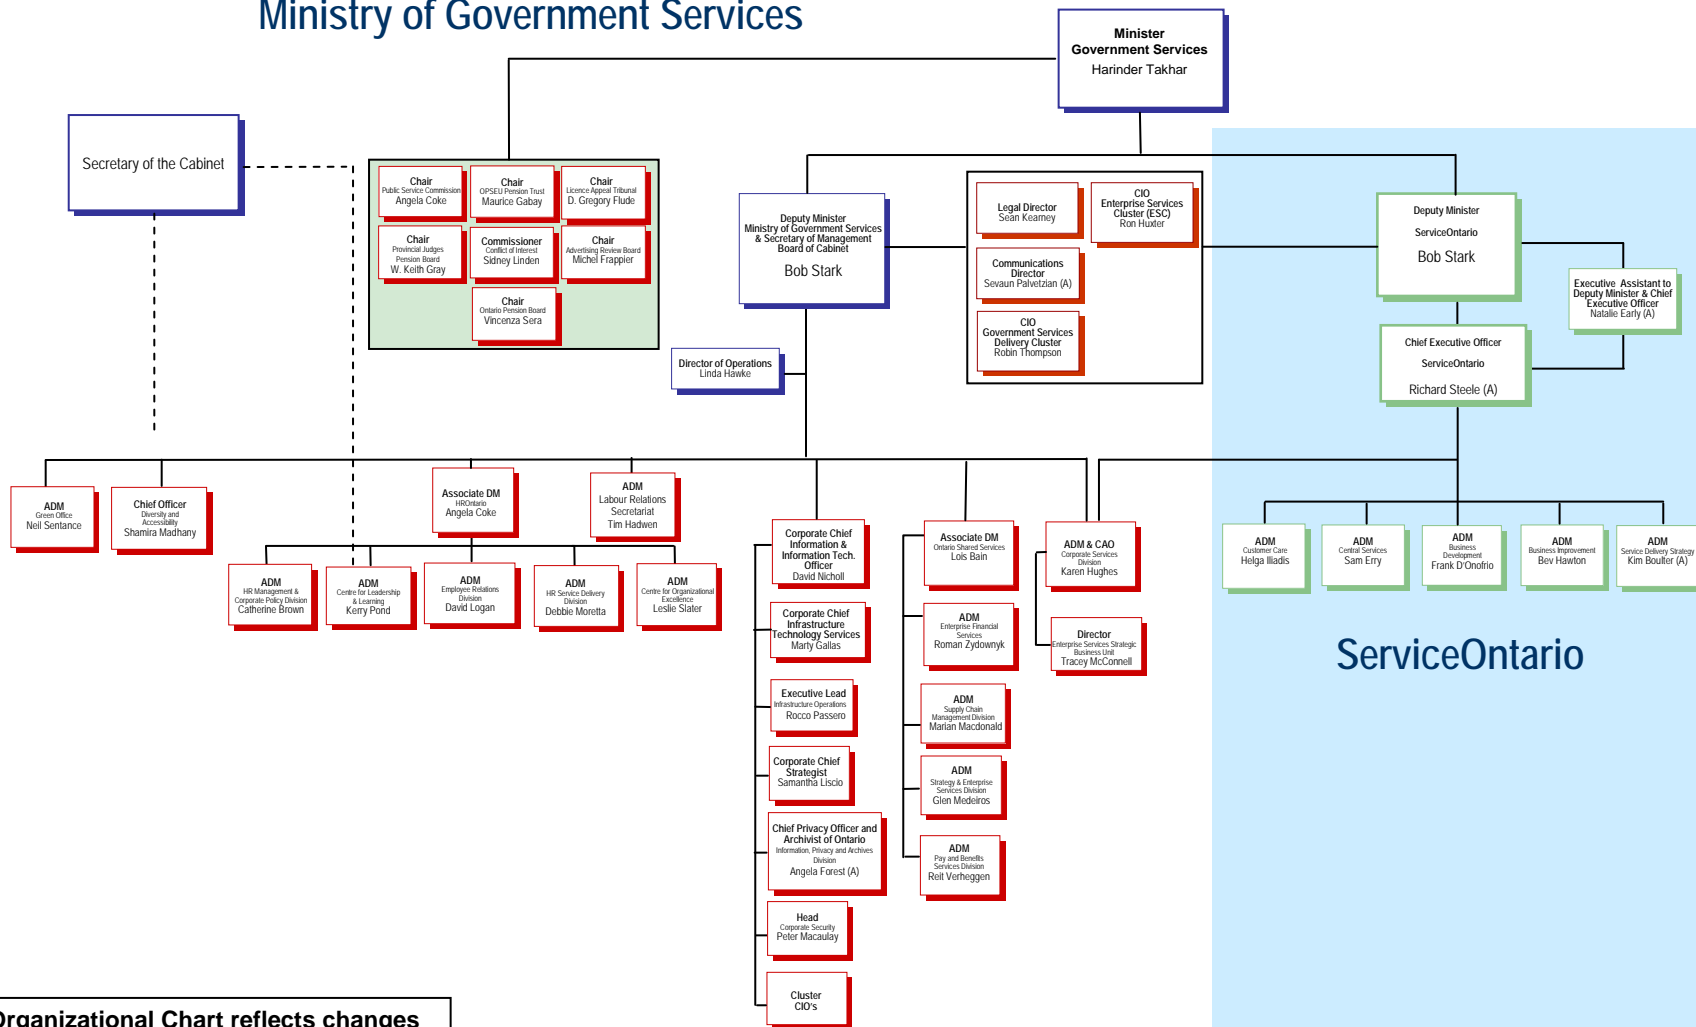 Ministry of Government Services
Minister
Government Services
Harinder Takhar
Secretary of the Cabinet
Chair
Public Service Commission
Angela Coke
Chair
OPSEU Pension Trust
Maurice Gabay
Chair
Licence Appeal Tribunal
D. Gregory Flude
Chair
Provincial Judges
Pension Board
W. Keith Gray
Commissioner
Conflict of Interest
Sidney Linden
Chair
Advertising Review Board
Michel Frappier
Chair
Ontario Pension Board
Vincenza Sera
Deputy Minister
Ministry of Government Services
& Secretary of Management
Board of Cabinet
Bob Stark
Legal Director
Sean Kearney
CIO
Enterprise Services
Cluster (ESC)
Ron Huxter
Communications
Director
Sevaun Palvetzian (A)
CIO
Government Services
Delivery Cluster
Robin Thompson
Deputy Minister
ServiceOntario
Bob Stark
Executive Assistant to
Deputy Minister & Chief
Executive Officer
Natalie Early (A)
Chief Executive Officer
ServiceOntario
Richard Steele (A)
Director of Operations
Linda Hawke
ADM
Green Office
Neil Sentance
Chief Officer
Diversity and
Accessibility
Shamira Madhany
Associate DM
HROntario
Angela Coke
ADM
Labour Relations
Secretariat
Tim Hadwen
ADM
HR Management &
Corporate Policy Division
Catherine Brown
ADM
Centre for Leadership
& Learning
Kerry Pond
ADM
Employee Relations
Division
David Logan
ADM
HR Service Delivery
Division
Debbie Moretta
ADM
Centre for Organizational
Excellence
Leslie Slater
Corporate Chief
Information &
Information Tech.
Officer
David Nicholl
Corporate Chief
Infrastructure
Technology Services
Marty Gallas
Executive Lead
Infrastructure Operations
Rocco Passero
Corporate Chief
Strategist
Samantha Liscio
Chief Privacy Officer and
Archivist of Ontario
Information, Privacy and Archives
Division
Angela Forest (A)
Head
Corporate Security
Peter Macaulay
Cluster
CIO's
Associate DM
Ontario Shared Services
Lois Bain
ADM
Enterprise Financial
Services
Roman Zydownyk
ADM
Supply Chain
Management Division
Marian Macdonald
ADM
Strategy & Enterprise
Services Division
Glen Medeiros
ADM
Pay and Benefits
Services Division
Reit Verheggen
ADM & CAO
Corporate Services
Division
Karen Hughes
Director
Enterprise Services Strategic
Business Unit
Tracey McConnell
ADM
Customer Care
Helga Iliadis
ADM
Central Services
Sam Erry
ADM
Business
Development
Frank D'Onofrio
ADM
Business Improvement
Bev Hawton
ADM
Service Delivery Strategy
Kim Boulter (A)
ServiceOntario
Organizational Chart reflects changes